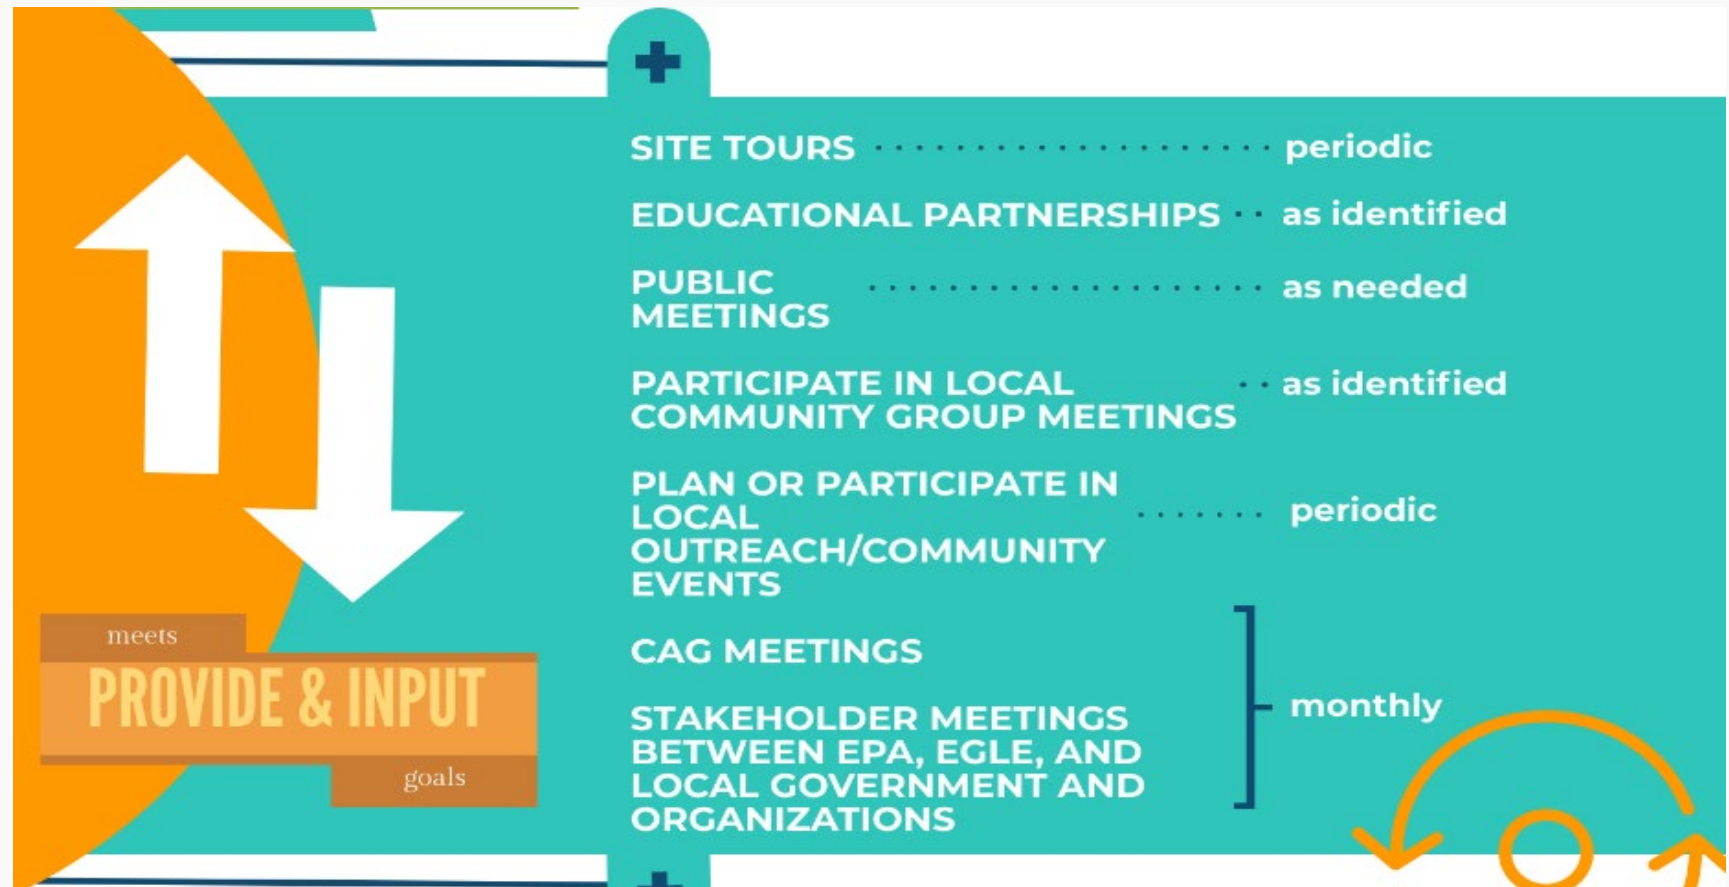 SITE TOURS periodic
EDUCATIONAL PARTNERSHIPS as identified
PUBLIC
MEETINGS
as needed
PARTICIPATE IN LOCAL
COMMUNITY GROUP MEETINGS
as identified
PLAN OR PARTICIPATE IN
LOCAL
OUTREACH/COMMUNITY
EVENTS
periodic
CAG MEETINGS
STAKEHOLDER MEETINGS
BETWEEN EPA, EGLE, AND
LOCAL GOVERNMENT AND
ORGANIZATIONS
monthly
meets
PROVIDE & INPUT
goals